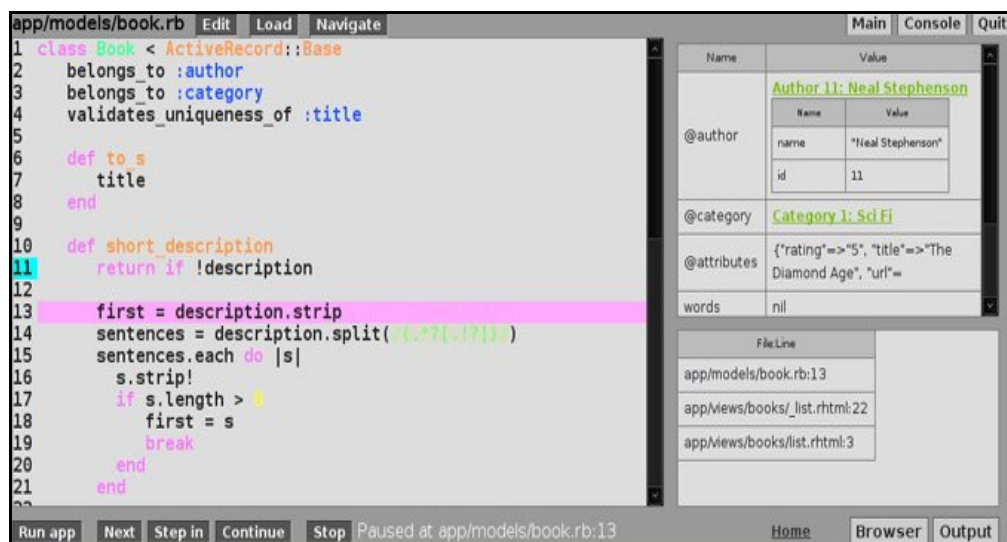 app/models/book.rb Edit Load Navigate Main Console Quit
1 class Book < ActiveRecord::Base
2 belongs_to :author
3 belongs_to :category
4 validates_uniqueness_of :title
5
6 def to_s
7 title
8 end
9
10 def short_description
11 return if !description
12
13 first = description.strip
14 sentences = description.split(
15 sentences.each do |s|
16 s.strip!
17 if s.length > 0
18 first = s
19 break
20 end
21 end
Name Value
@author Author 11: Neal Stephenson
Name Value
name "Neal Stephenson"
id 11
@category Category 1: Sci Fi
@attributes {"rating"=>"5", "title"=>"The
Diamond Age", "url"=
words nil
File:Line
app/models/book.rb:13
app/views/books/_list.rhtml:22
app/views/books/list.rhtml:3
Run app Next Step in Continue Stop Paused at app/models/book.rb:13 Home Browser Output